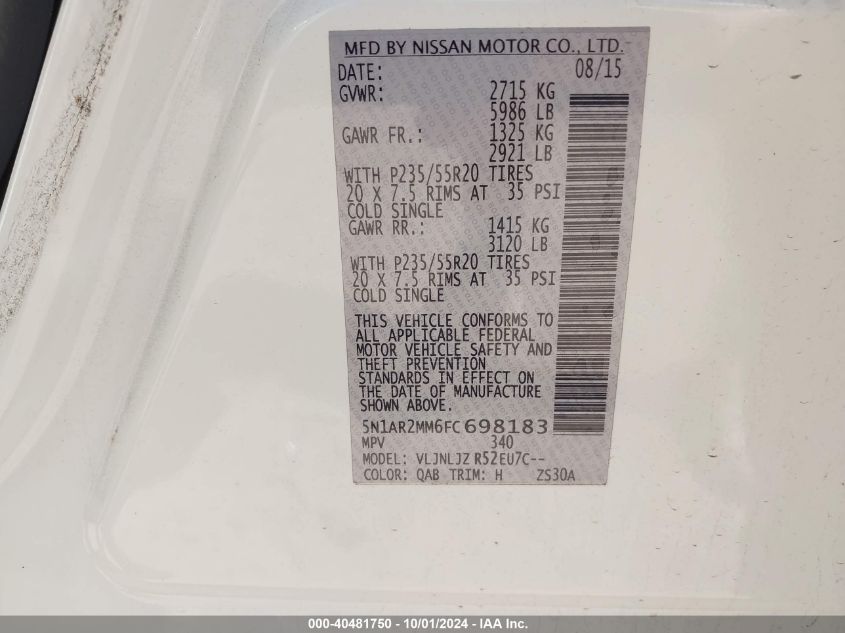 MFD BY NISSAN MOTOR CO., LTD.
DATE: 08/15
GVWR: 2715 KG
5986 LB
GAWR FR.: 1325 KG
2921 LB
WITH P235/55R20 TIRES
20 X 7.5 RIMS AT 35 PSI
COLD SINGLE
GAWR RR.: 1415 KG
3120 LB
WITH P235/55R20 TIRES
20 X 7.5 RIMS AT 35 PSI
COLD SINGLE
THIS VEHICLE CONFORMS TO
ALL APPLICABLE FEDERAL
MOTOR VEHICLE SAFETY AND
THEFT PREVENTION
STANDARDS IN EFFECT ON
THE DATE OF MANUFACTURE
SHOWN ABOVE.
5N1AR2MM6FC698183
MPV 340
MODEL: VLJNLJZ R52EU7C--
COLOR: QAB TRIM: H ZS30A
000-40481750 - 10/01/2024 - IAA Inc.